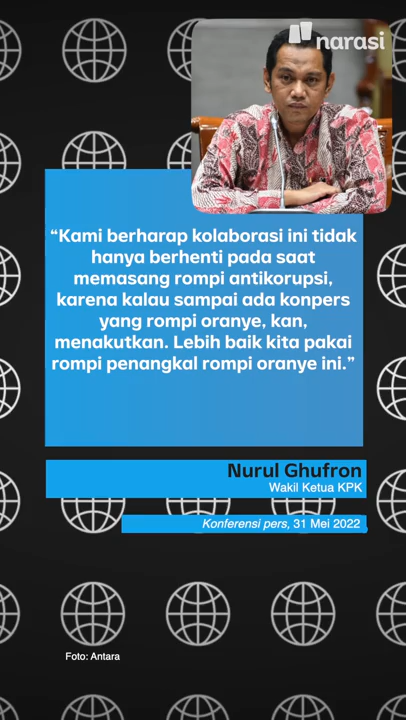 narasi
“Kami berharap kolaborasi ini tidak
hanya berhenti pada saat
memasang rompi antikorupsi,
karena kalau sampai ada konpers
yang rompi oranye, kan,
menakutkan. Lebih baik kita pakai
rompi penangkal rompi oranye ini.”
Nurul Ghufron
Wakil Ketua KPK
Konferensi pers, 31 Mei 2022
Foto: Antara